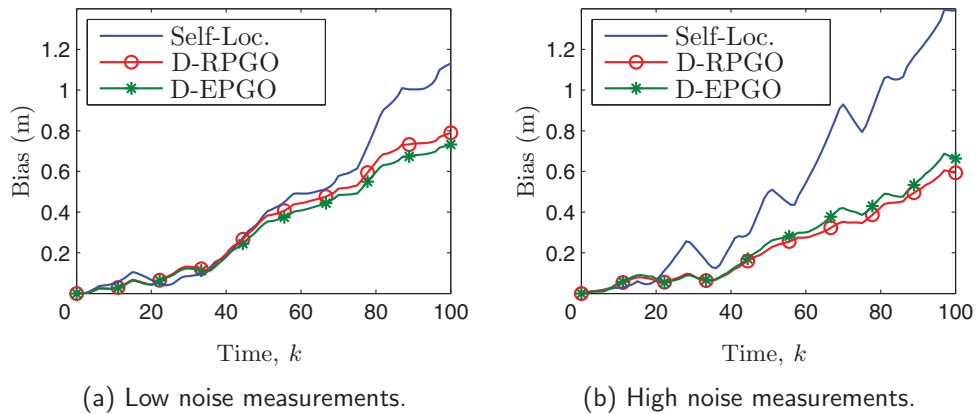 1.2
1
0.8
0.6
0.4
0.2
0 20 40 60 80 100
Bias (m)
Time, k
Self-Loc.
D-RPGO
D-EPGO
(a) Low noise measurements.
1.2
1
0.8
0.6
0.4
0.2
0 20 40 60 80 100
Bias (m)
Time, k
Self-Loc.
D-RPGO
D-EPGO
(b) High noise measurements.